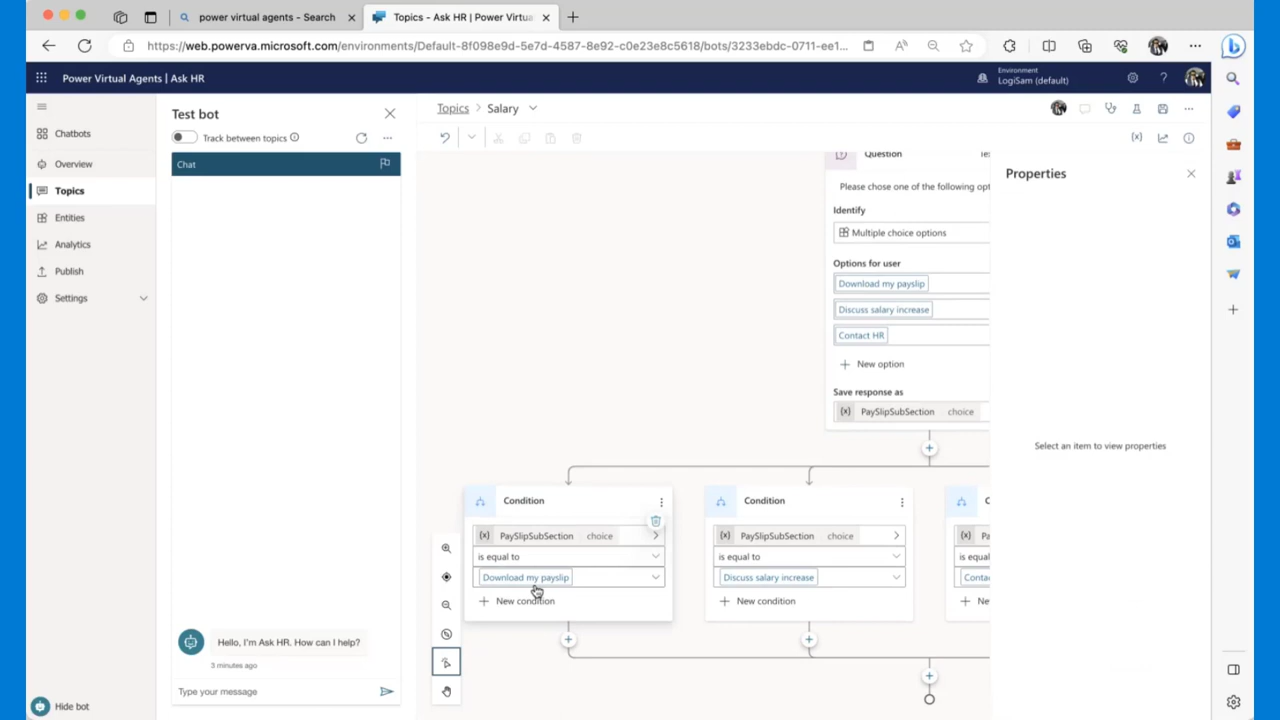 power virtual agents - Search
Topics - Ask HR | Power Virtua
https://web.powerva.microsoft.com/environments/Default-8f098e9d-5e7d-4587-8e92-c0e23e8c5618/bots/3233ebdc-0711-ee1...
Power Virtual Agents | Ask HR
Environment
LogiSam (default)
Chatbots
Overview
Topics
Entities
Analytics
Publish
Settings
Hide bot
Test bot
Track between topics
Chat
Hello, I'm Ask HR. How can I help?
3 minutes ago
Type your message
Topics > Salary
Question
Please chose one of the following opt
Identify
Multiple choice options
Options for user
Download my payslip
Discuss salary increase
Contact HR
New option
Save response as
{x} PaySlipSubSection choice
Condition
{x} PaySlipSubSection choice
is equal to
Download my payslip
New condition
Condition
{x} PaySlipSubSection choice
is equal to
Discuss salary increase
New condition
C
{x} Pa
is equal
Conta
Ne
Properties
Select an item to view properties